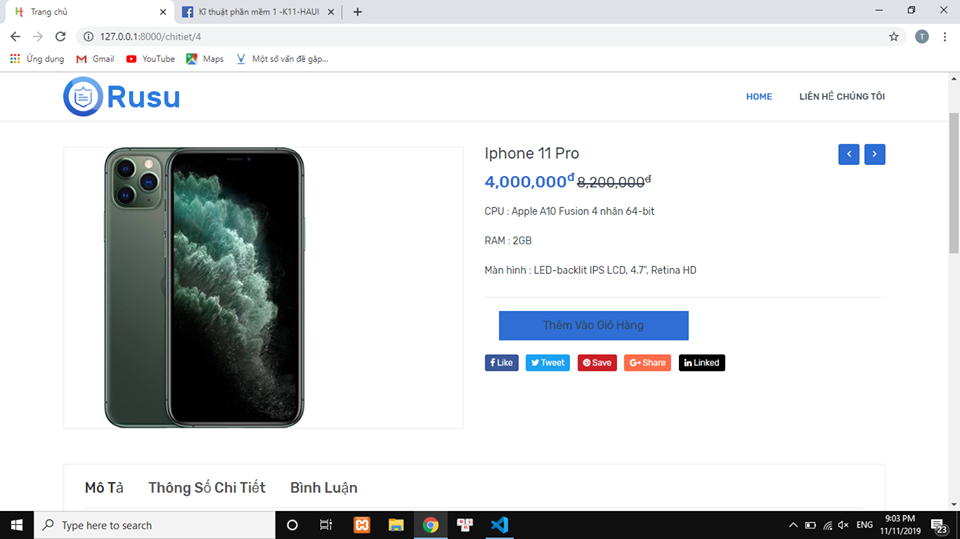 Trang chủ
Kĩ thuật phần mềm 1 -K11-HAUI
127.0.0.1:8000/chitiet/4
T
Ứng dụng
Gmail
YouTube
Maps
Một số vấn đề gặp...
Rusu
HOME
LIÊN HỆ CHÚNG TÔI
Iphone 11 Pro
4,000,000đ 8,200,000đ
CPU : Apple A10 Fusion 4 nhân 64-bit
RAM : 2GB
Màn hình : LED-backlit IPS LCD, 4.7", Retina HD
Thêm Vào Giỏ Hàng
Like
Tweet
Save
G+ Share
in Linked
Mô Tả
Thông Số Chi Tiết
Bình Luận
Type here to search
ENG
9:03 PM
11/11/2019
23